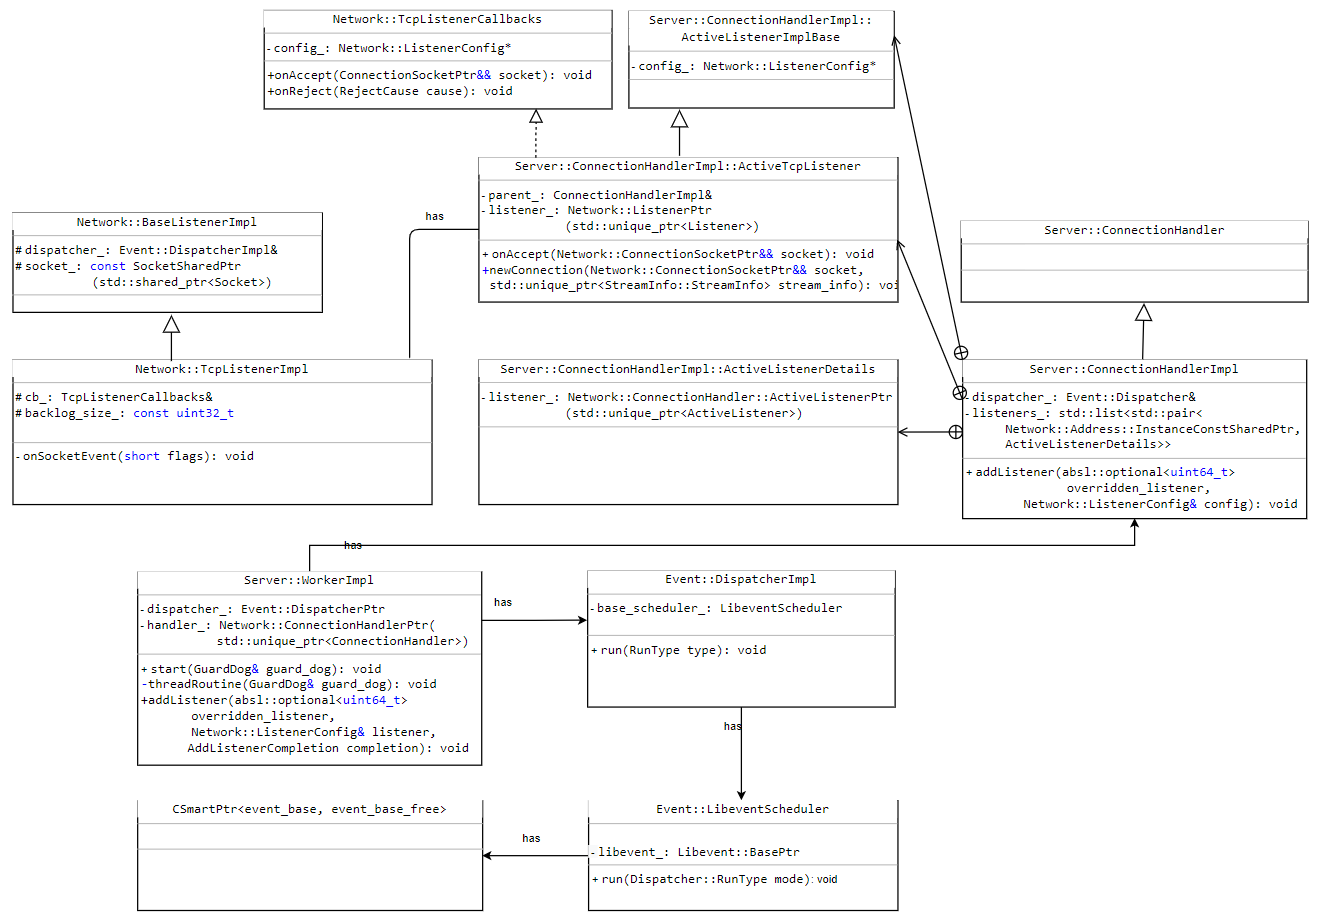 Network::TcpListenerCallbacks
- config_: Network::ListenerConfig*
+onAccept(ConnectionSocketPtr&& socket): void
+onReject(RejectCause cause): void
Server::ConnectionHandlerImpl::
ActiveListenerImplBase
- config_: Network::ListenerConfig*
Server::ConnectionHandlerImpl::ActiveTcpListener
- parent_: ConnectionHandlerImpl&
- listener_: Network::ListenerPtr
(std::unique_ptr<Listener>)
+ onAccept(Network::ConnectionSocketPtr&& socket): void
+newConnection(Network::ConnectionSocketPtr&& socket,
std::unique_ptr<StreamInfo::StreamInfo> stream_info): voi
has
Network::BaseListenerImpl
# dispatcher_: Event::DispatcherImpl&
# socket_: const SocketSharedPtr
(std::shared_ptr<Socket>)
Server::ConnectionHandler
Network::TcpListenerImpl
# cb_: TcpListenerCallbacks&
# backlog_size_: const uint32_t
- onSocketEvent(short flags): void
Server::ConnectionHandlerImpl::ActiveListenerDetails
- listener_: Network::ConnectionHandler::ActiveListenerPtr
(std::unique_ptr<ActiveListener>)
Server::ConnectionHandlerImpl
- dispatcher_: Event::Dispatcher&
- listeners_: std::list<std::pair<
Network::Address::InstanceConstSharedPtr,
ActiveListenerDetails>>
+ addListener(absl::optional<uint64_t>
overridden_listener,
Network::ListenerConfig& config): void
has
Server::WorkerImpl
- dispatcher_: Event::DispatcherPtr
- handler_: Network::ConnectionHandlerPtr(
std::unique_ptr<ConnectionHandler>)
+ start(GuardDog& guard_dog): void
-threadRoutine(GuardDog& guard_dog): void
+addListener(absl::optional<uint64_t>
overridden_listener,
Network::ListenerConfig& listener,
AddListenerCompletion completion): void
has
Event::DispatcherImpl
- base_scheduler_: LibeventScheduler
+ run(RunType type): void
has
CSmartPtr<event_base, event_base_free>
has
Event::LibeventScheduler
- libevent_: Libevent::BasePtr
+ run(Dispatcher::RunType mode): void